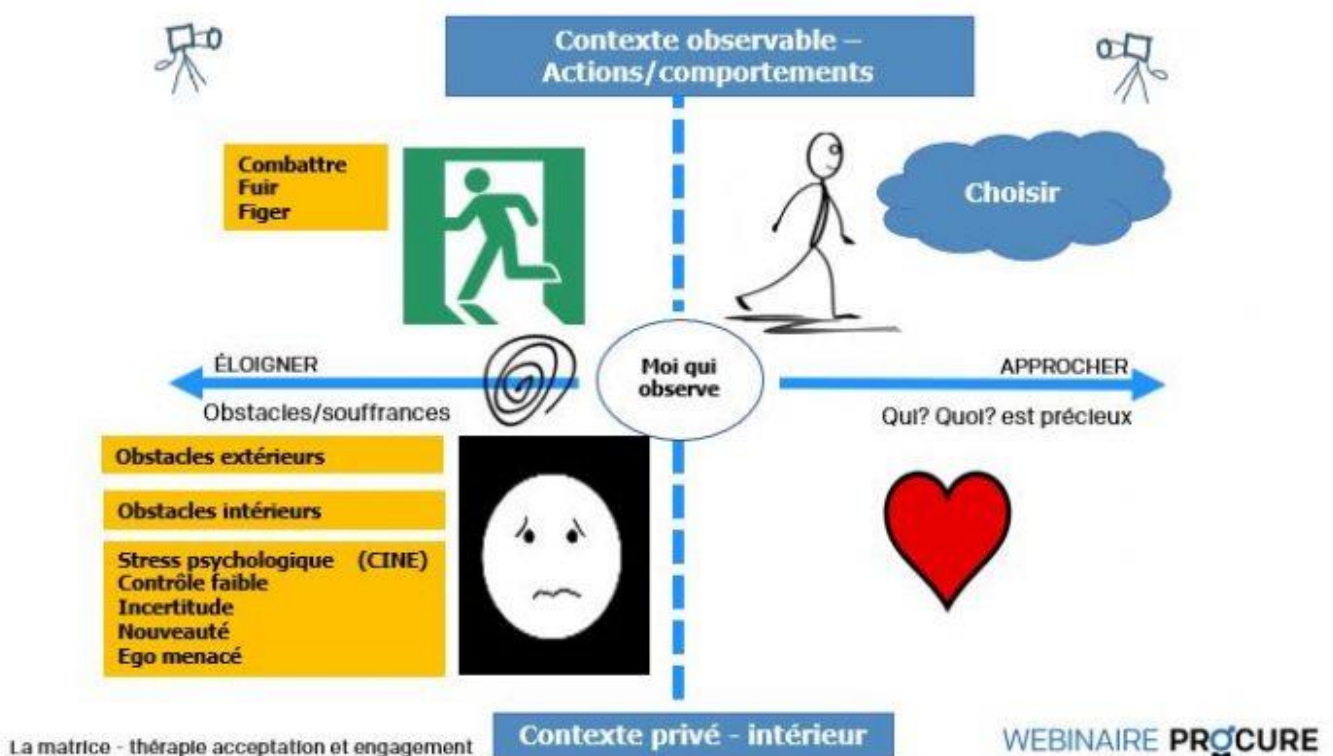 Contexte observable –
Actions/comportements
Combattre
Fuir
Figer
Choisir
ÉLOIGNER
Moi qui
observe
APPROCHER
Obstacles/souffrances
Qui? Quoi? est précieux
Obstacles extérieurs
Obstacles intérieurs
Stress psychologique (CINE)
Contrôle faible
Incertitude
Nouveauté
Ego menacé
Contexte privé - intérieur
La matrice - thérapie acceptation et engagement
WEBINAIRE PROCURE